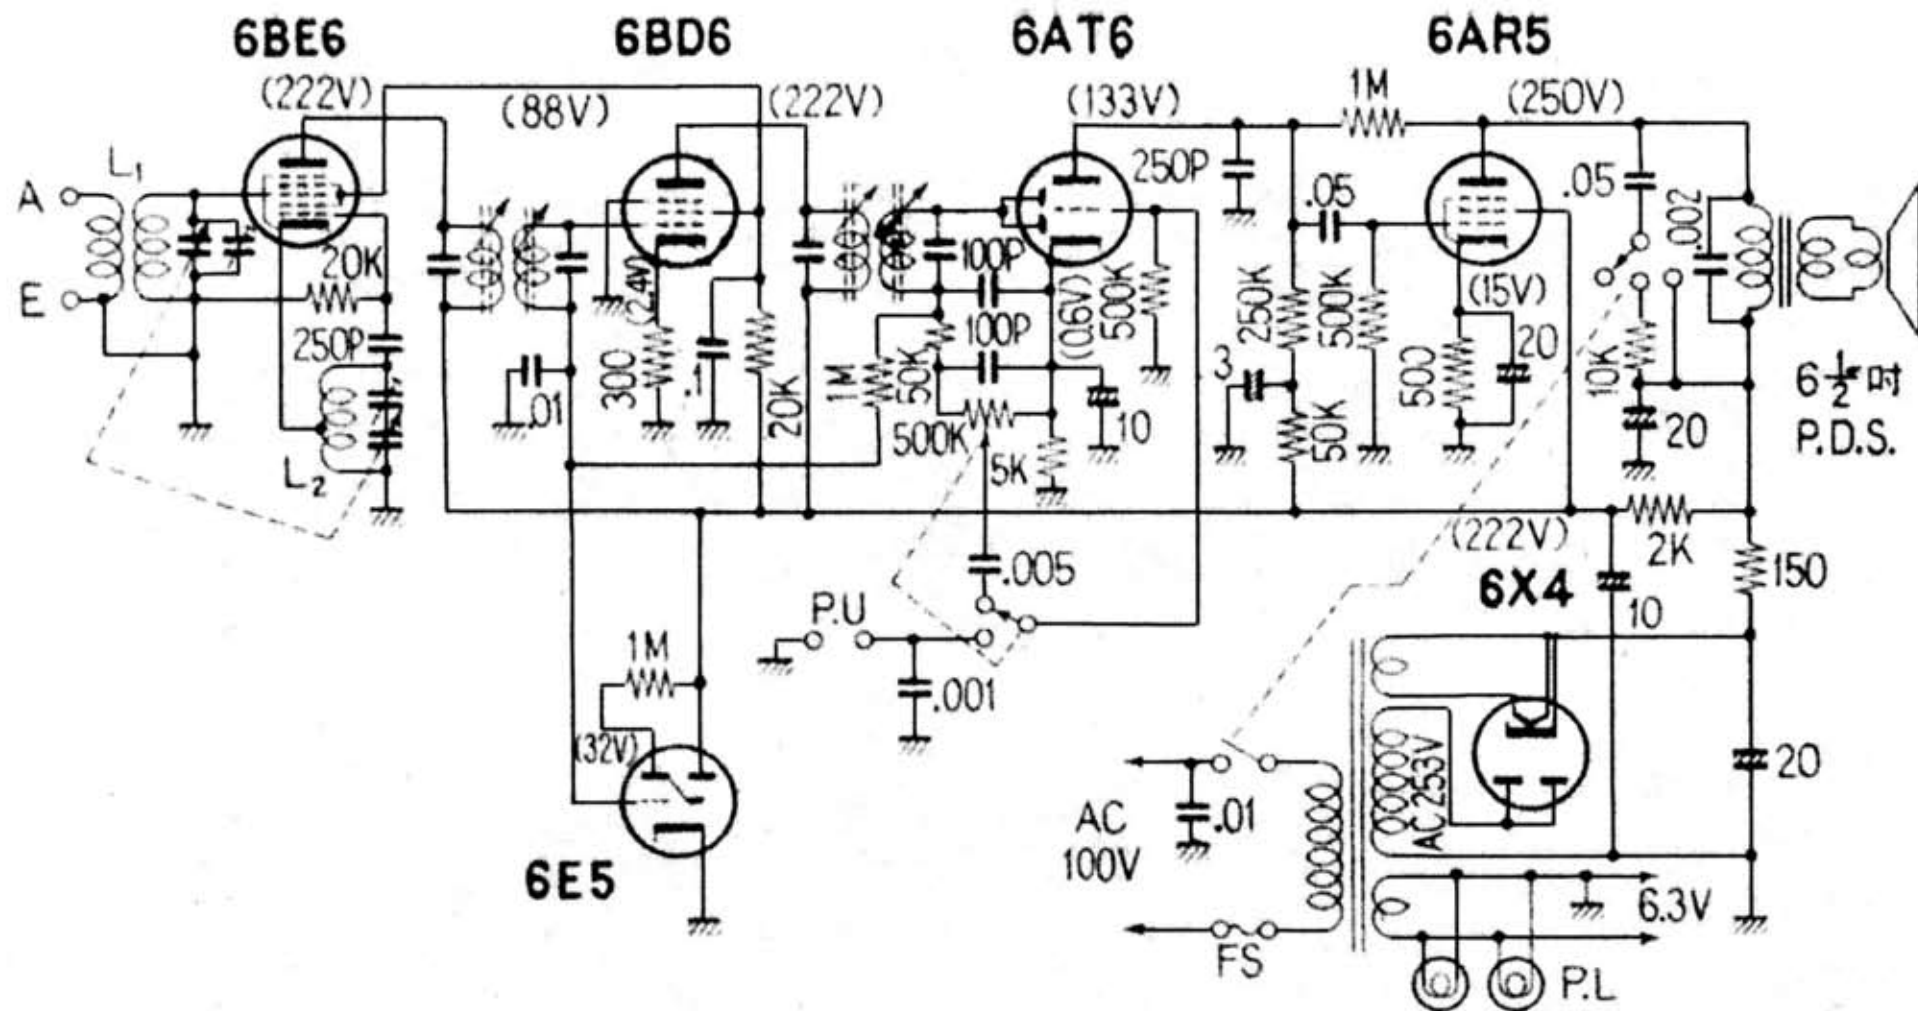 6BE6
6BD6
6AT6
6AR5
(222V)
(88V)
(222V)
(133V)
1M
(250V)
A
L1
E
20K
250P
L2
.01
(2.4V)
300
.1
20K
1M
50K
100P
100P
500K
5K
(0.6V)
10
500K
250P
.05
250K
500K
3
50K
(15V)
500
20
.05
10K
20
.002
6 1/2" 吋
P.D.S.
(222V)
2K
150
10
6X4
P.U
.005
.001
1M
(32V)
6E5
AC
100V
.01
FS
AC 253V
20
6.3V
P.L